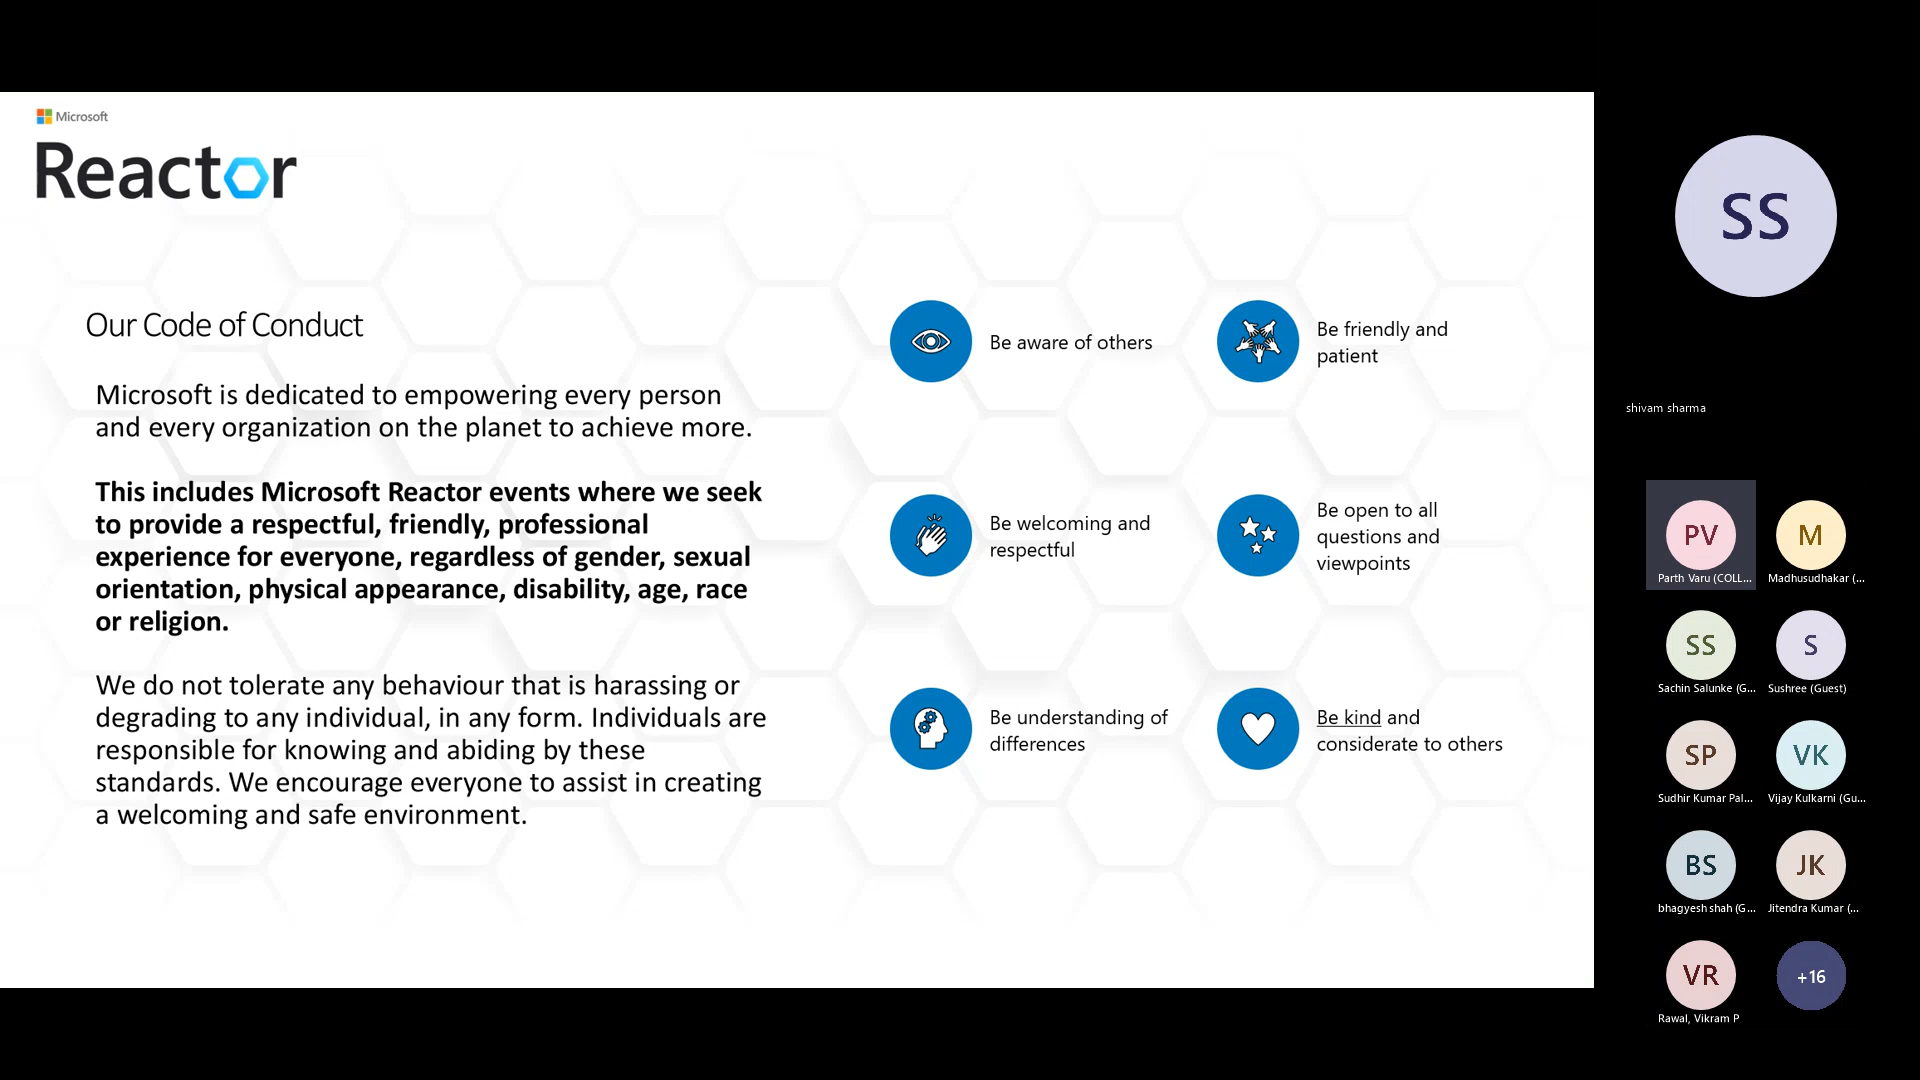 Microsoft
Reactor
Our Code of Conduct
Microsoft is dedicated to empowering every person
and every organization on the planet to achieve more.
This includes Microsoft Reactor events where we seek
to provide a respectful, friendly, professional
experience for everyone, regardless of gender, sexual
orientation, physical appearance, disability, age, race
or religion.
We do not tolerate any behaviour that is harassing or
degrading to any individual, in any form. Individuals are
responsible for knowing and abiding by these
standards. We encourage everyone to assist in creating
a welcoming and safe environment.
Be aware of others
Be friendly and
patient
Be welcoming and
respectful
Be open to all
questions and
viewpoints
Be understanding of
differences
Be kind and
considerate to others
SS
shivam sharma
PV
Parth Varu (COLL...
M
Madhusudhakar (...
SS
Sachin Salunke (G...
S
Sushree (Guest)
SP
Sudhir Kumar Pal...
VK
Vijay Kulkarni (Gu...
BS
bhagyesh shah (G...
JK
Jitendra Kumar (...
VR
Rawal, Vikram P
+16